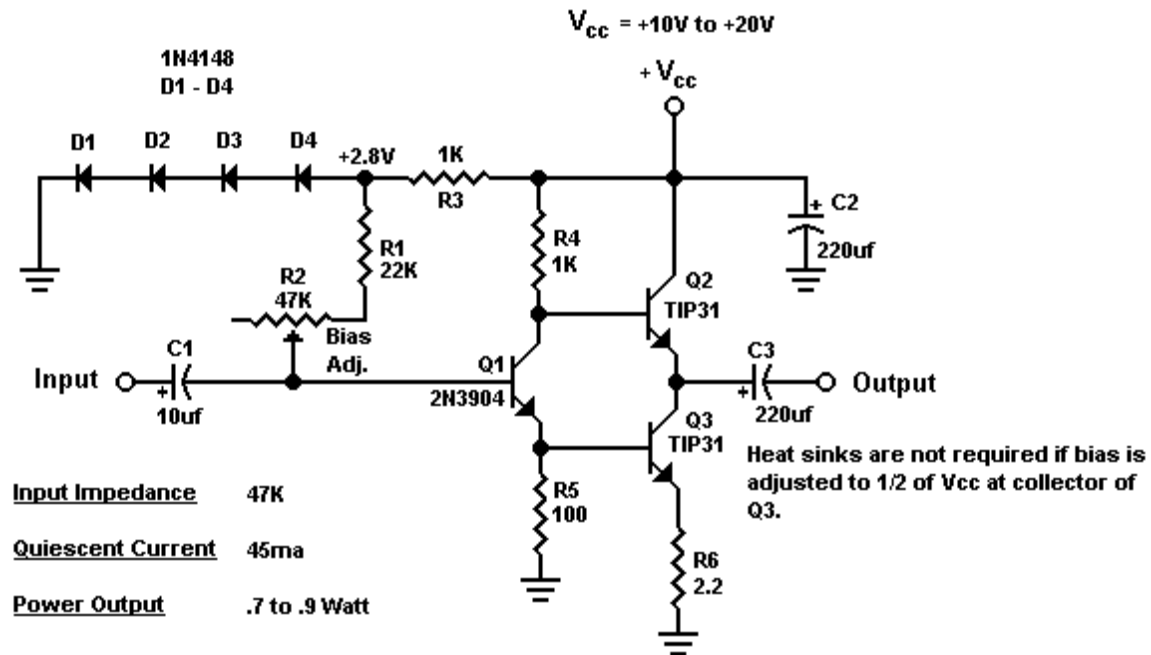 V_cc = +10V to +20V
1N4148
D1 - D4
+ V_cc
D1
D2
D3
D4
+2.8V
1K
R3
+ C2
220uf
R1
22K
R4
1K
R2
47K
Q2
TIP31
Bias
Adj.
C1
Input
+
10uf
Q1
2N3904
C3
+
220uf
Output
Q3
TIP31
Heat sinks are not required if bias is
adjusted to 1/2 of Vcc at collector of
Q3.
R5
100
R6
2.2
Input Impedance 47K
Quiescent Current 45ma
Power Output .7 to .9 Watt